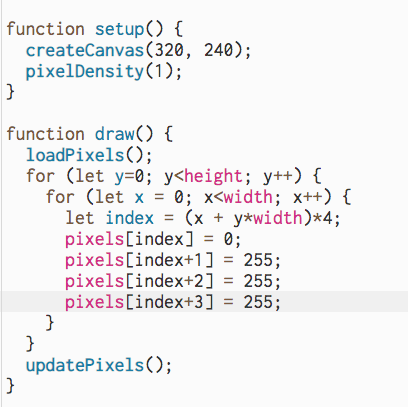 function setup() {
  createCanvas(320, 240);
  pixelDensity(1);
}

function draw() {
  loadPixels();
  for (let y=0; y<height; y++) {
    for (let x = 0; x<width; x++) {
      let index = (x + y*width)*4;
      pixels[index] = 0;
      pixels[index+1] = 255;
      pixels[index+2] = 255;
      pixels[index+3] = 255;
    }
  }
  updatePixels();
}